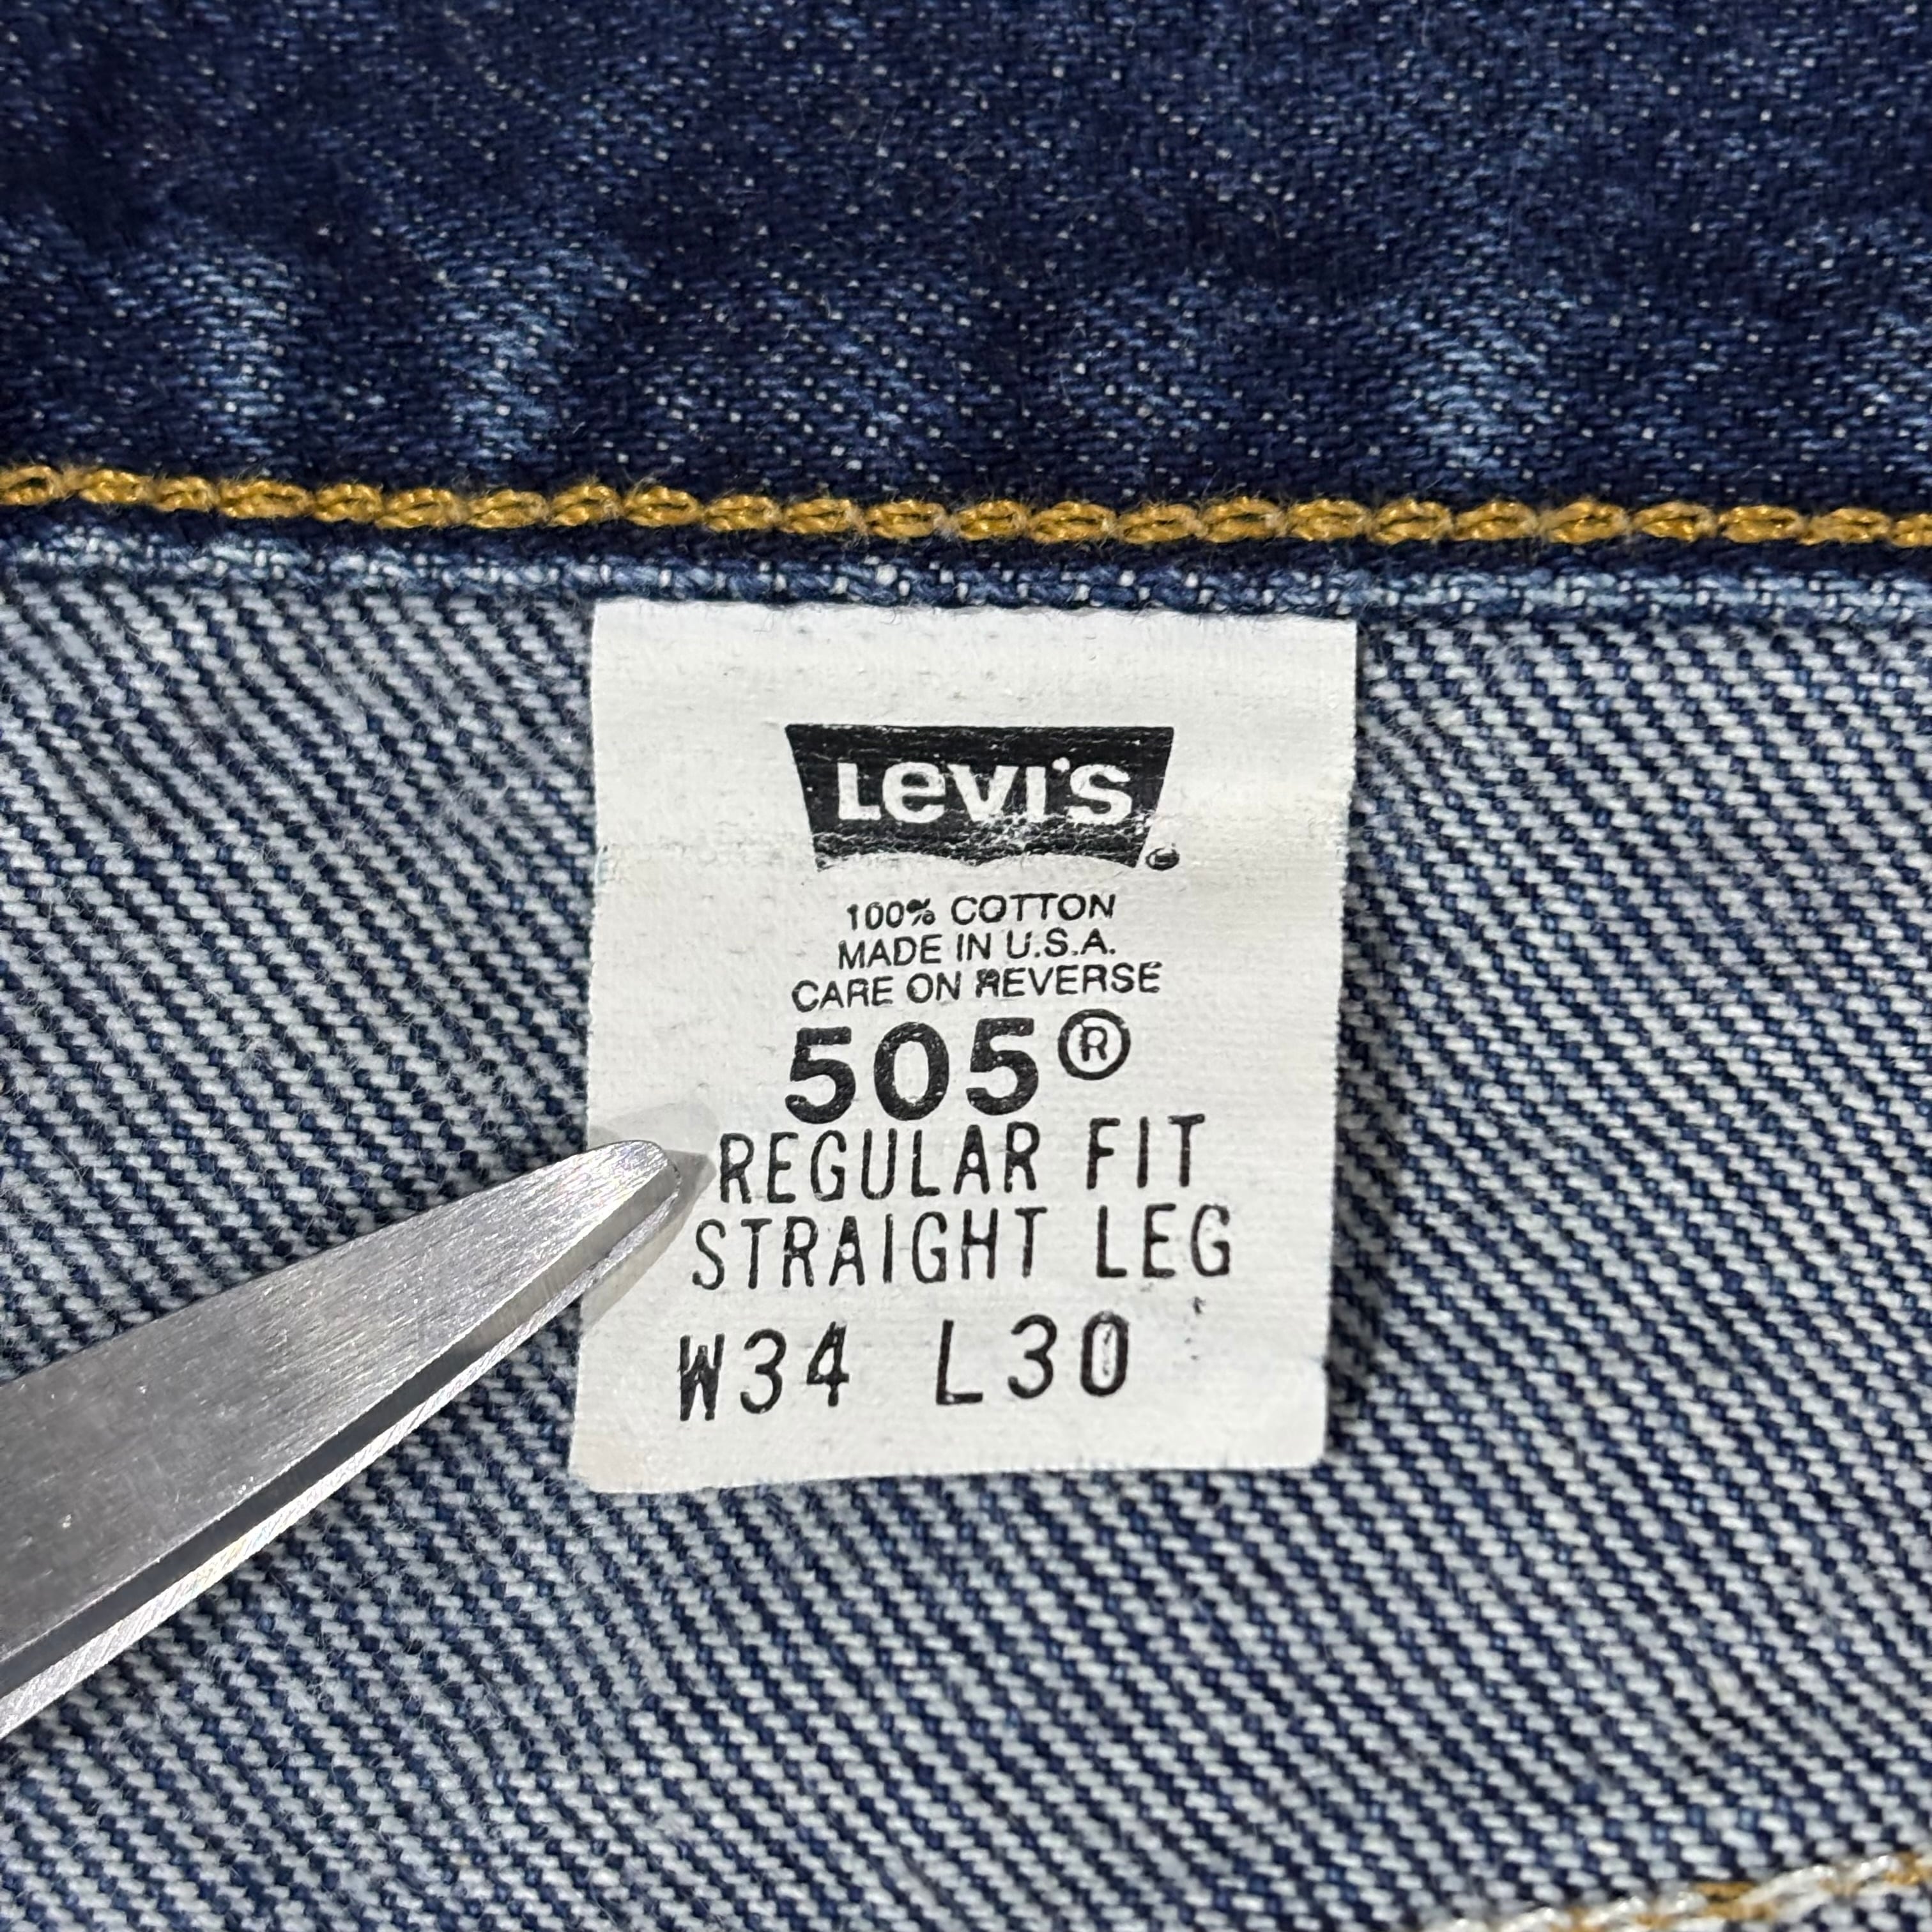 LEVI'S
100% COTTON
MADE IN U.S.A.
CARE ON REVERSE
505®
REGULAR FIT
STRAIGHT LEG
W34 L30